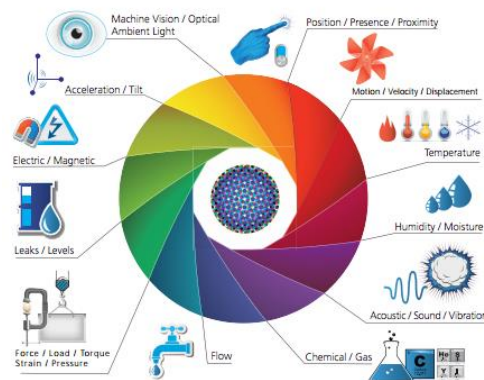 Machine Vision / Optical
Ambient Light
Position / Presence / Proximity
Acceleration / Tilt
Motion / Velocity / Displacement
Electric / Magnetic
Temperature
Leaks / Levels
Humidity / Moisture
Acoustic / Sound / Vibration
Force / Load / Torque
Strain / Pressure
Flow
Chemical / Gas
C
He
S
Y